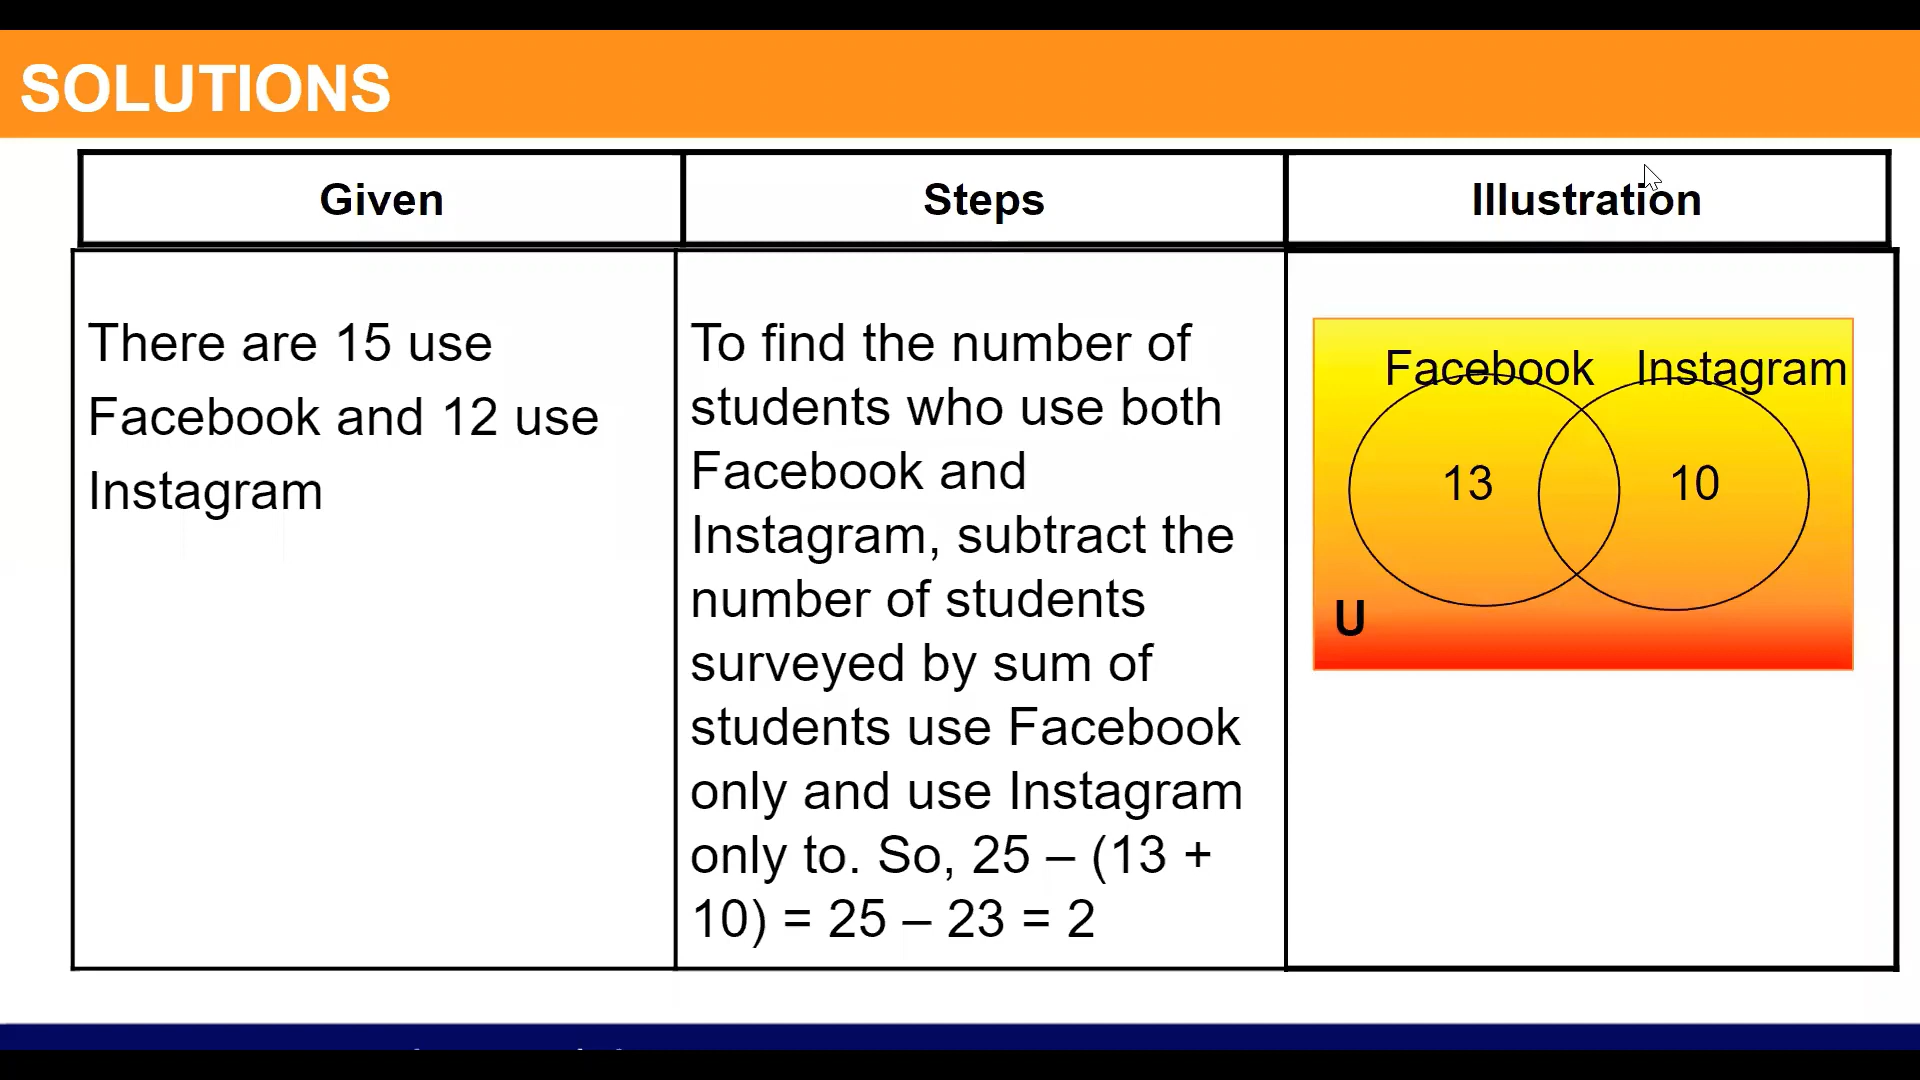 SOLUTIONS
Given
Steps
Illustration
There are 15 use
Facebook and 12 use
Instagram
To find the number of
students who use both
Facebook and
Instagram, subtract the
number of students
surveyed by sum of
students use Facebook
only and use Instagram
only to. So, 25 – (13 +
10) = 25 – 23 = 2
Facebook Instagram
13 10
U